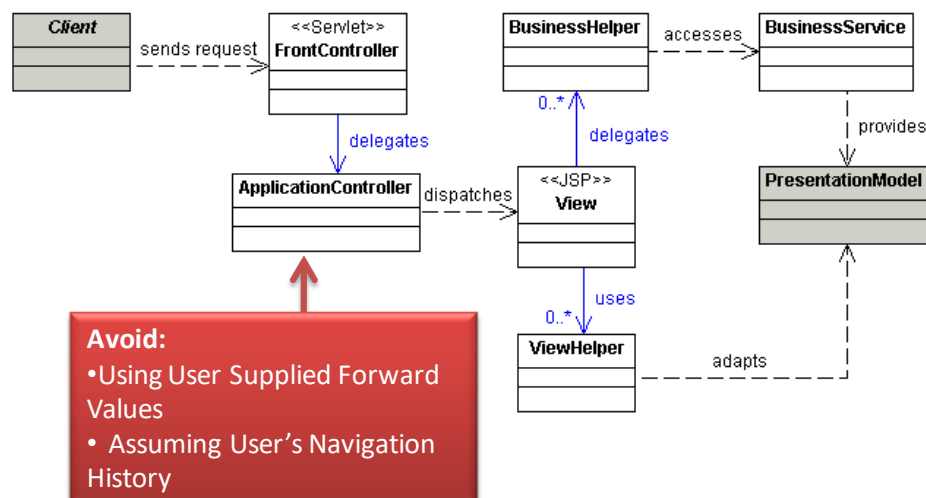 Client
sends request
<<Servlet>>
FrontController
delegates
ApplicationController
dispatches
<<JSP>>
View
delegates
0..*
BusinessHelper
accesses
BusinessService
provides
PresentationModel
uses
0..*
ViewHelper
adapts
Avoid:
•Using User Supplied Forward
Values
• Assuming User's Navigation
History